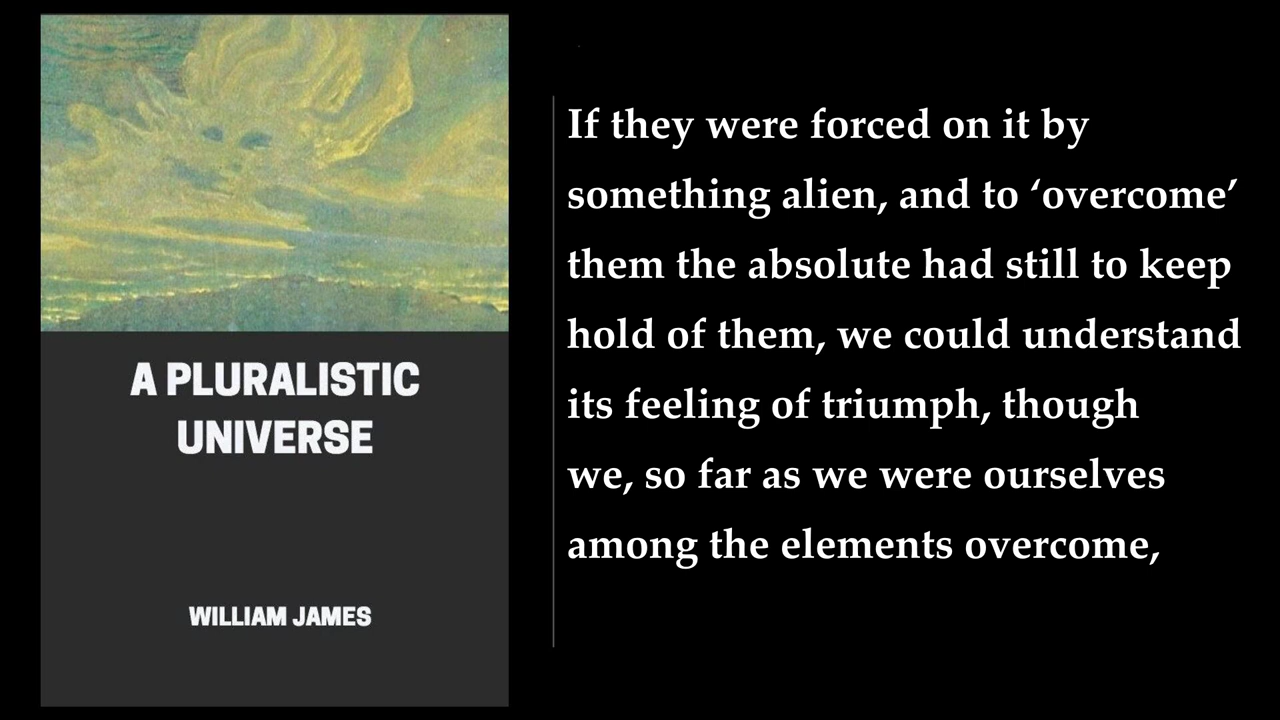 A PLURALISTIC
UNIVERSE
WILLIAM JAMES
If they were forced on it by
something alien, and to ‘overcome’
them the absolute had still to keep
hold of them, we could understand
its feeling of triumph, though
we, so far as we were ourselves
among the elements overcome,